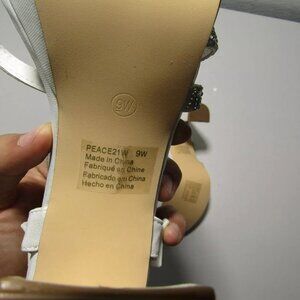 9W
PEACE21W 9W
Made in China
Fabriqué en Chine
Fabricado em China
Hecho en China